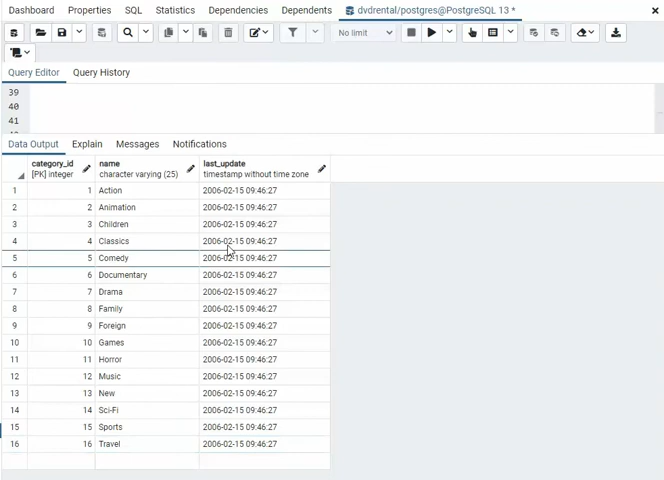 Dashboard Properties SQL Statistics Dependencies Dependents dvdrental/postgres@PostgreSQL 13 *
No limit
Query Editor Query History
39
40
41
Data Output Explain Messages Notifications
category_id name last_update
[PK] integer character varying (25) timestamp without time zone
1 1 Action 2006-02-15 09:46:27
2 2 Animation 2006-02-15 09:46:27
3 3 Children 2006-02-15 09:46:27
4 4 Classics 2006-02-15 09:46:27
5 5 Comedy 2006-02-15 09:46:27
6 6 Documentary 2006-02-15 09:46:27
7 7 Drama 2006-02-15 09:46:27
8 8 Family 2006-02-15 09:46:27
9 9 Foreign 2006-02-15 09:46:27
10 10 Games 2006-02-15 09:46:27
11 11 Horror 2006-02-15 09:46:27
12 12 Music 2006-02-15 09:46:27
13 13 New 2006-02-15 09:46:27
14 14 Sci-Fi 2006-02-15 09:46:27
15 15 Sports 2006-02-15 09:46:27
16 16 Travel 2006-02-15 09:46:27